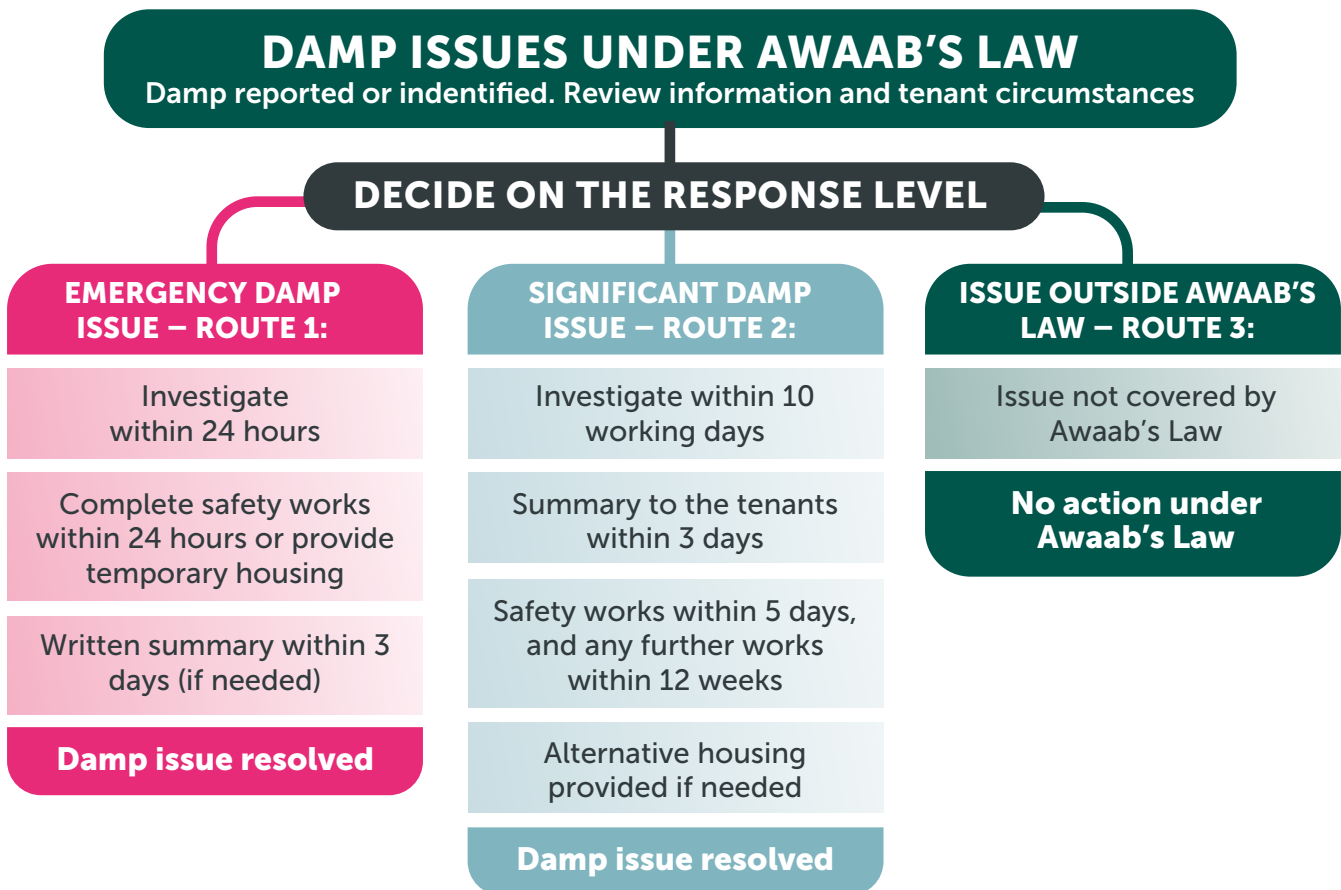 DAMP ISSUES UNDER AWAAB’S LAW
Damp reported or indentified. Review information and tenant circumstances
DECIDE ON THE RESPONSE LEVEL
EMERGENCY DAMP
ISSUE – ROUTE 1:
Investigate
within 24 hours
Complete safety works
within 24 hours or provide
temporary housing
Written summary within 3
days (if needed)
Damp issue resolved
SIGNIFICANT DAMP
ISSUE – ROUTE 2:
Investigate within 10
working days
Summary to the tenants
within 3 days
Safety works within 5 days,
and any further works
within 12 weeks
Alternative housing
provided if needed
Damp issue resolved
ISSUE OUTSIDE AWAAB’S
LAW – ROUTE 3:
Issue not covered by
Awaab’s Law
No action under
Awaab’s Law